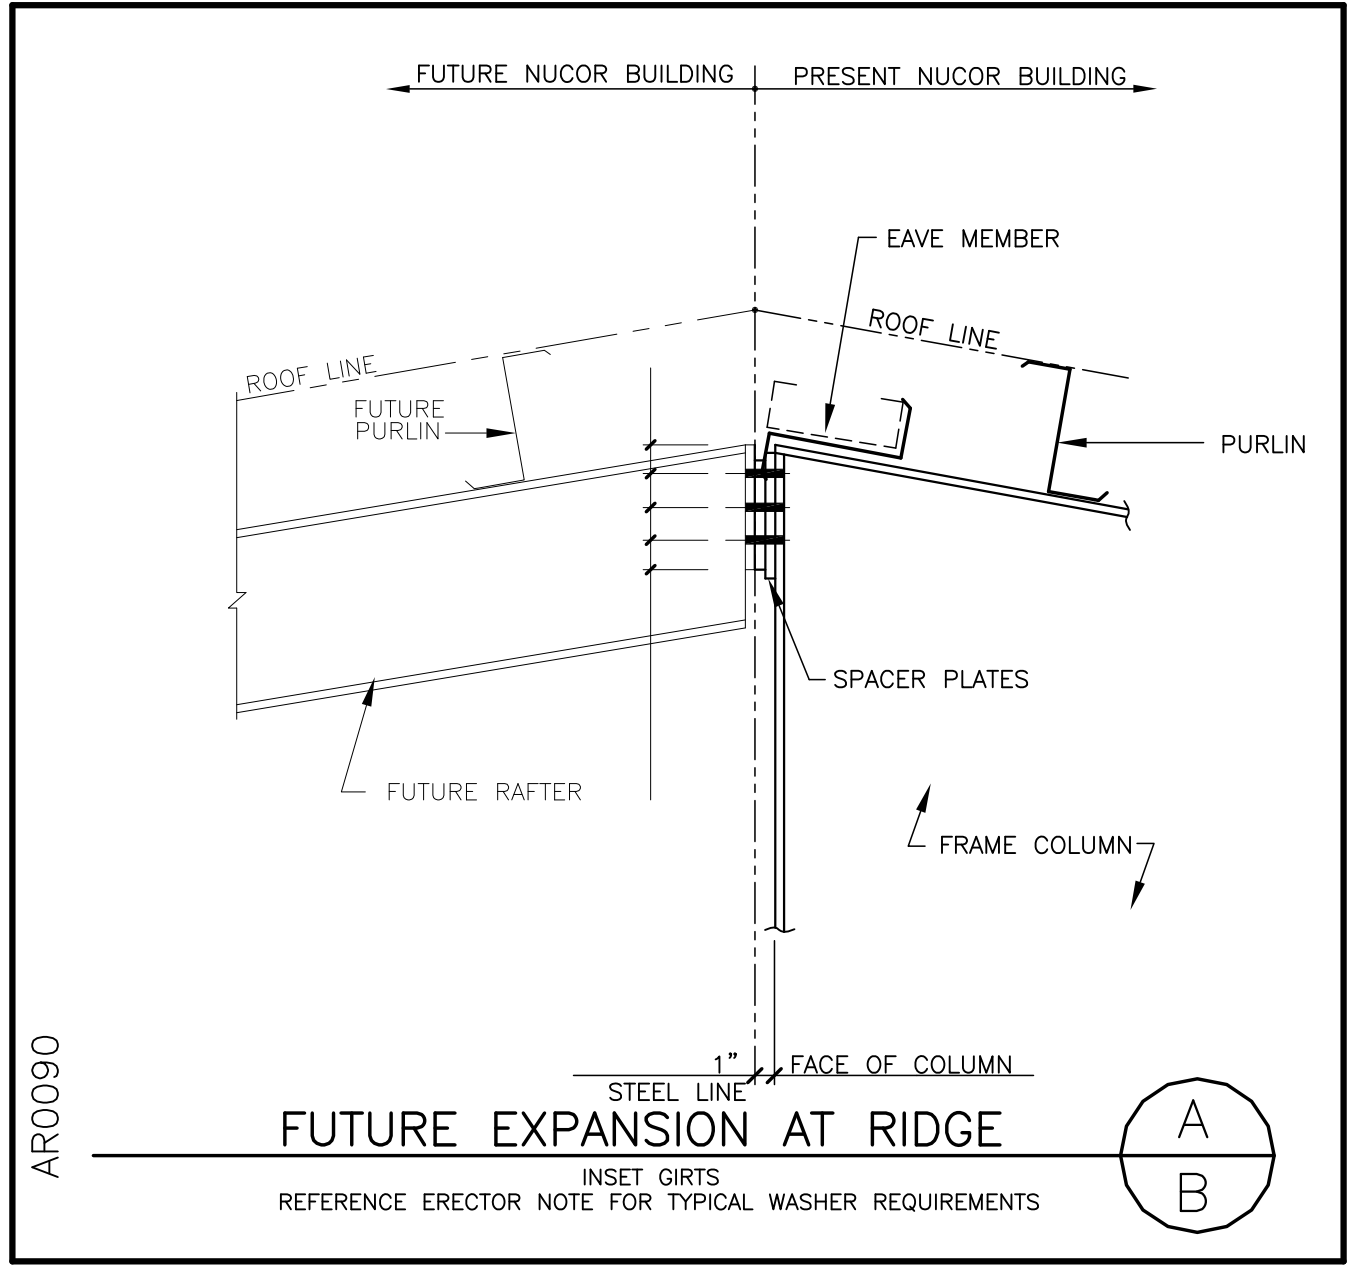 FUTURE NUCOR BUILDING
PRESENT NUCOR BUILDING
EAVE MEMBER
ROOF LINE
ROOF LINE
FUTURE
PURLIN
PURLIN
SPACER PLATES
FUTURE RAFTER
FRAME COLUMN
1”
FACE OF COLUMN
STEEL LINE
AR0090
FUTURE EXPANSION AT RIDGE
INSET GIRTS
REFERENCE ERECTOR NOTE FOR TYPICAL WASHER REQUIREMENTS
A
B